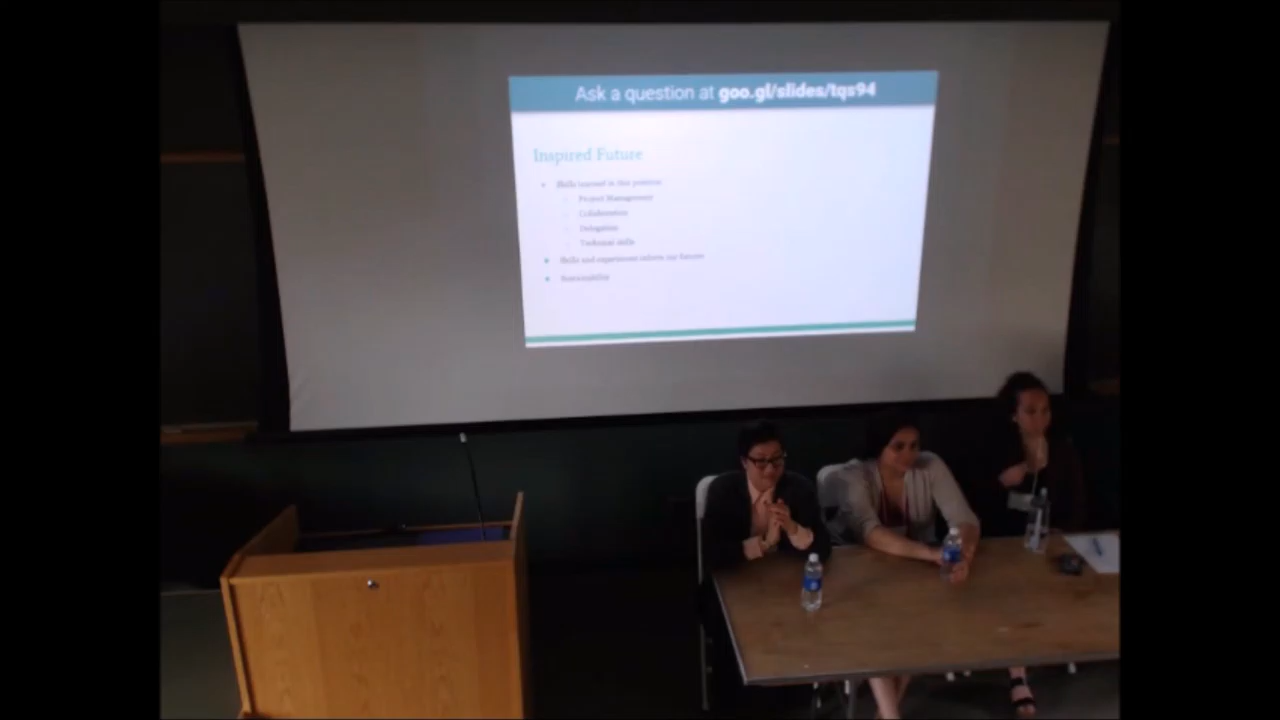 Ask a question at goo.gl/slides/tqs94
Inspired Future
Skills learned in this position
Project Management
Collaboration
Delegation
Technical skills
Skills and experiences inform our futures
Sustainability